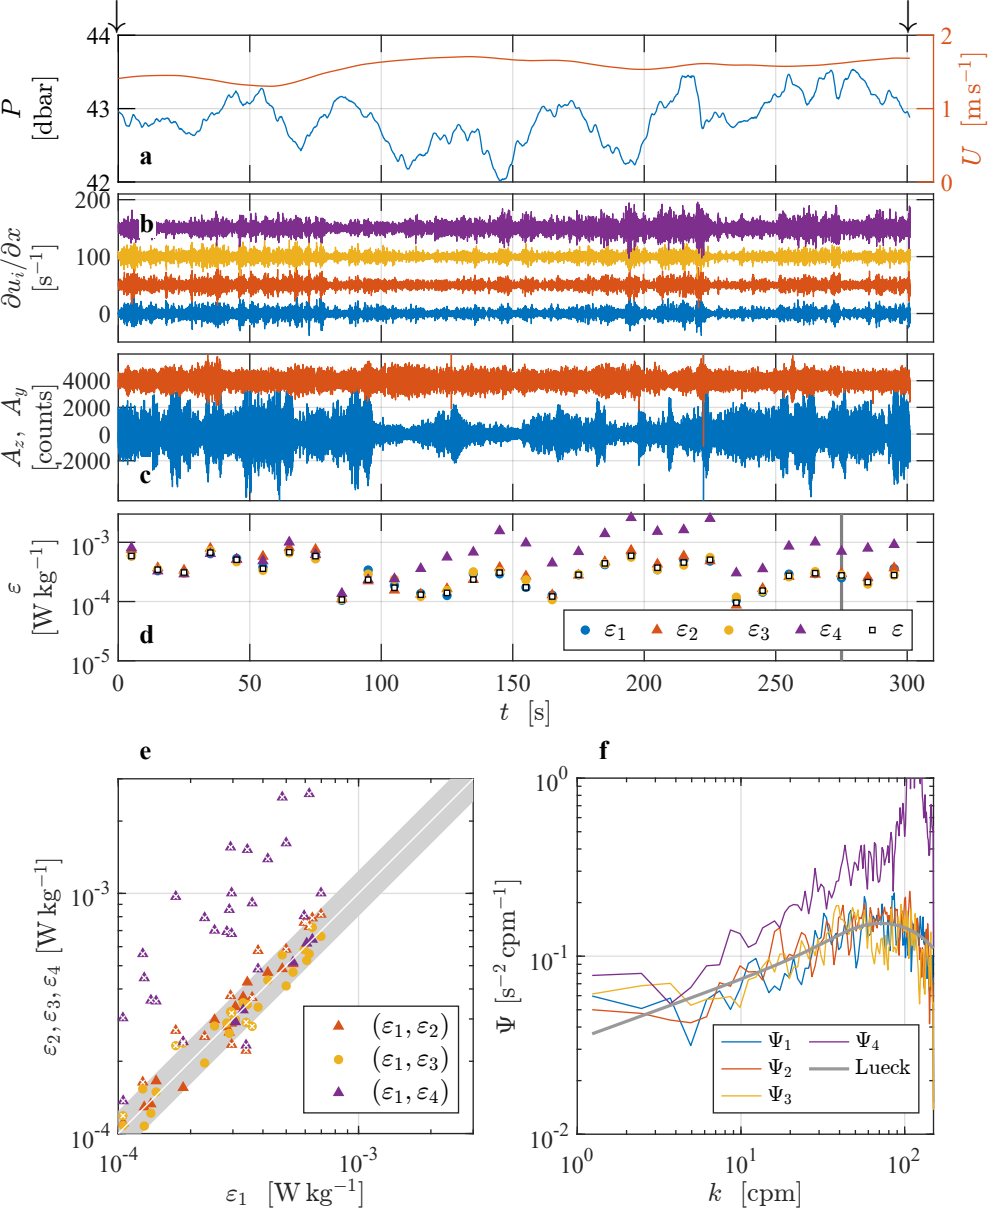 44
43
42
P
[dbar]
a
2
1
0
U [m s⁻¹]
200
100
0
∂uᵢ/∂x
[s⁻¹]
b
4000
2000
0
-2000
A_z, A_y
[counts]
c
10⁻³
10⁻⁴
10⁻⁵
ε
[W kg⁻¹]
d
ε₁ ε₂ ε₃ ε₄ ε
0 50 100 150 200 250 300
t [s]
e
10⁻³
10⁻⁴
ε₂, ε₃, ε₄ [W kg⁻¹]
(ε₁, ε₂)
(ε₁, ε₃)
(ε₁, ε₄)
10⁻⁴ 10⁻³
ε₁ [W kg⁻¹]
f
10⁰
10⁻¹
10⁻²
Ψ [s⁻² cpm⁻¹]
Ψ₁ Ψ₄
Ψ₂ Lueck
Ψ₃
10⁰ 10¹ 10²
k [cpm]